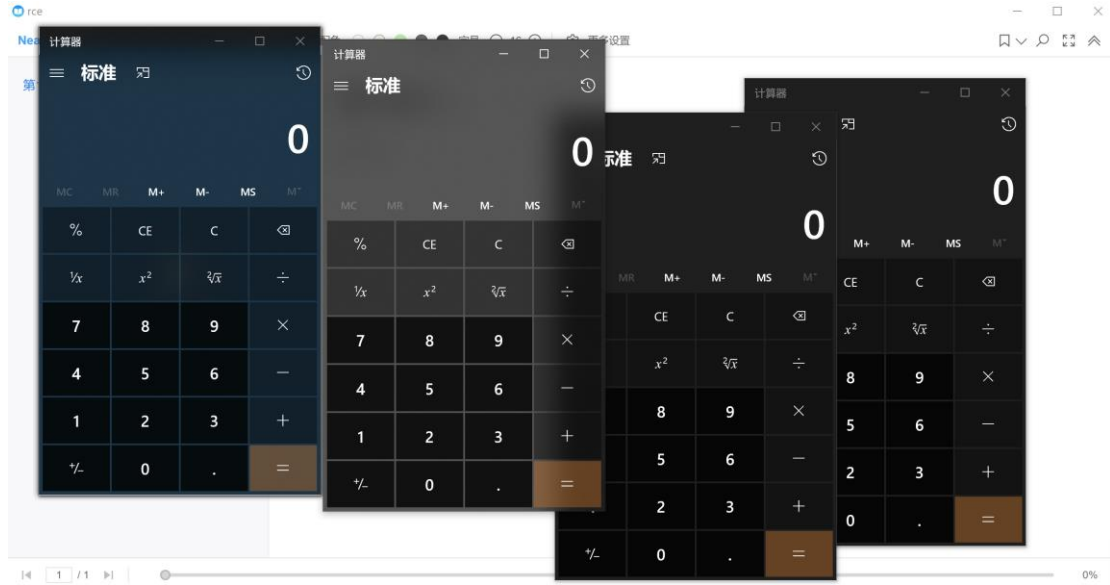 rce
Nea
更多设置
第
计算器
标准
0
MC MR M+ M- MS M˅
% CE C
¹/x x² ²√x ÷
7 8 9 ×
4 5 6 −
1 2 3 +
+/− 0 . =
计算器
标准
0
MC MR M+ M- MS M˅
% CE C
¹/x x² ²√x ÷
7 8 9 ×
4 5 6 −
1 2 3 +
+/− 0 . =
标准
0
MR M+ M- MS M˅
CE C
x² ²√x ÷
8 9 ×
5 6 −
2 3 +
+/− 0 . =
计算器
0
M+ M- MS M˅
CE C
x² ²√x ÷
8 9 ×
5 6 −
2 3 +
0 . =
1 / 1
0%